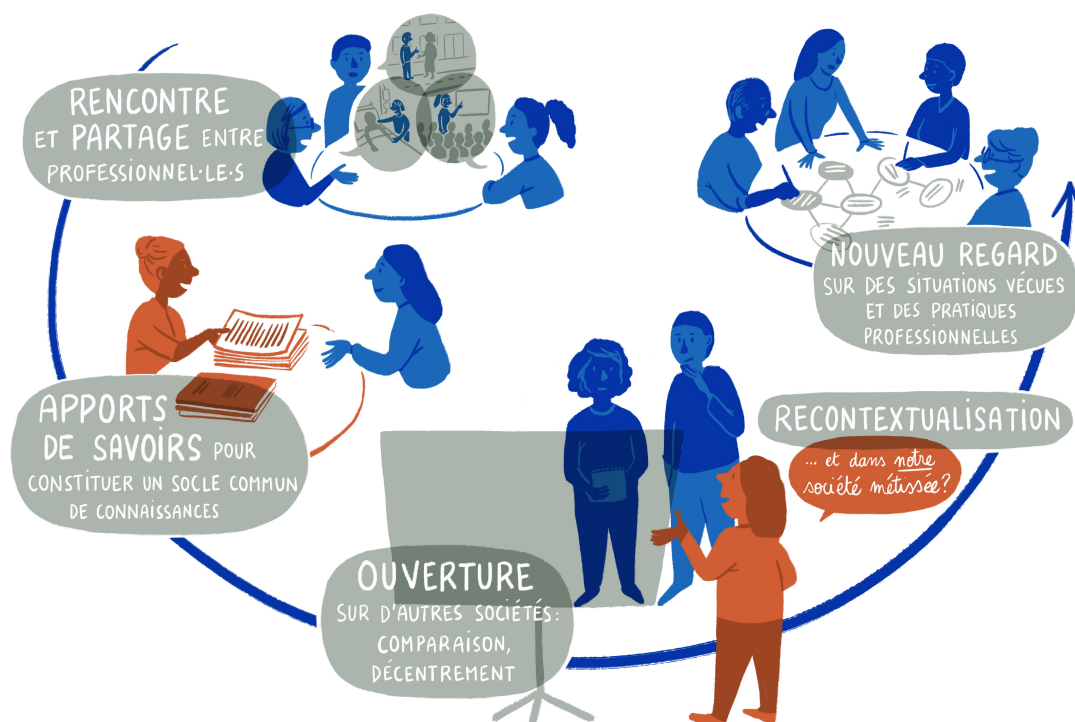 RENCONTRE
ET PARTAGE ENTRE
PROFESSIONNEL·LE·S
APPORTS
DE SAVOIRS POUR
CONSTITUER UN SOCLE COMMUN
DE CONNAISSANCES
OUVERTURE
SUR D'AUTRES SOCIÉTÉS:
COMPARAISON,
DÉCENTREMENT
RECONTEXTUALISATION
... et dans notre
société métissée?
NOUVEAU REGARD
SUR DES SITUATIONS VÉCUES
ET DES PRATIQUES
PROFESSIONNELLES